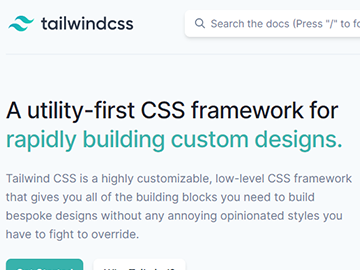 tailwindcss
Search the docs (Press "/" to fo
A utility-first CSS framework for
rapidly building custom designs.
Tailwind CSS is a highly customizable, low-level CSS framework
that gives you all of the building blocks you need to build
bespoke designs without any annoying opinionated styles you
have to fight to override.